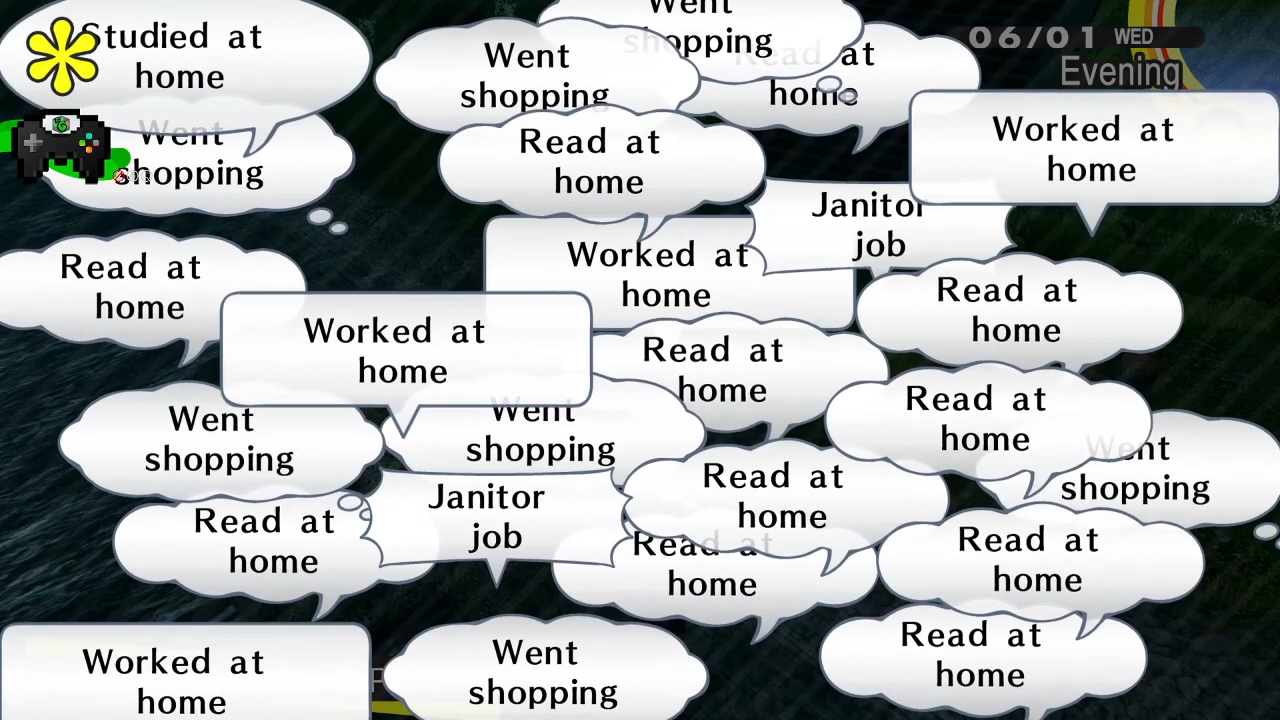 Went
shopping
Studied at
home
Went
shopping
Read at
home
06/01 WED
Evening
Went
shopping
Read at
home
Worked at
home
Janitor
job
Worked at
home
Read at
home
Read at
home
Worked at
home
Read at
home
Read at
home
Went
shopping
Went
shopping
Went
shopping
Read at
home
Janitor
job
Read at
home
Read at
home
Read at
home
Worked at
home
Went
shopping
Read at
home